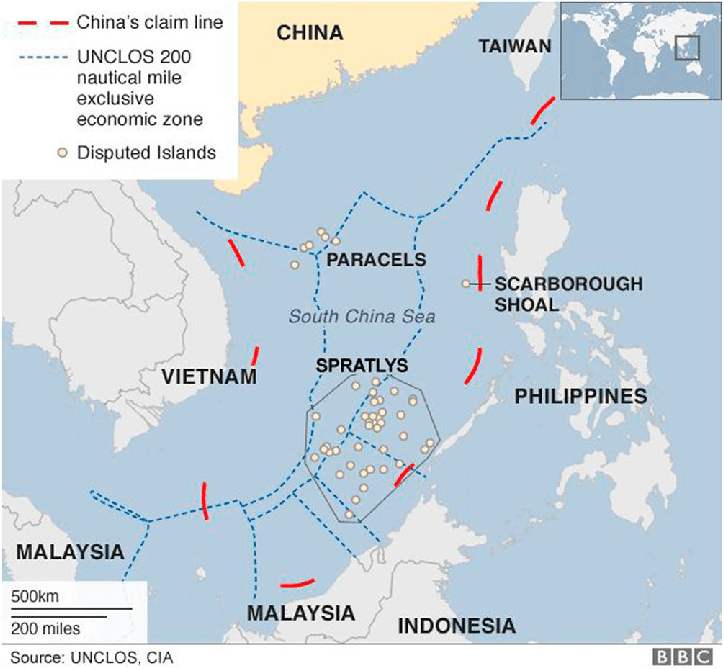 China's claim line
UNCLOS 200
nautical mile
exclusive
economic zone
Disputed Islands
CHINA
TAIWAN
PARACELS
SCARBOROUGH
SHOAL
South China Sea
SPRATLYS
VIETNAM
PHILIPPINES
MALAYSIA
500km
200 miles
MALAYSIA
INDONESIA
Source: UNCLOS, CIA
BBC